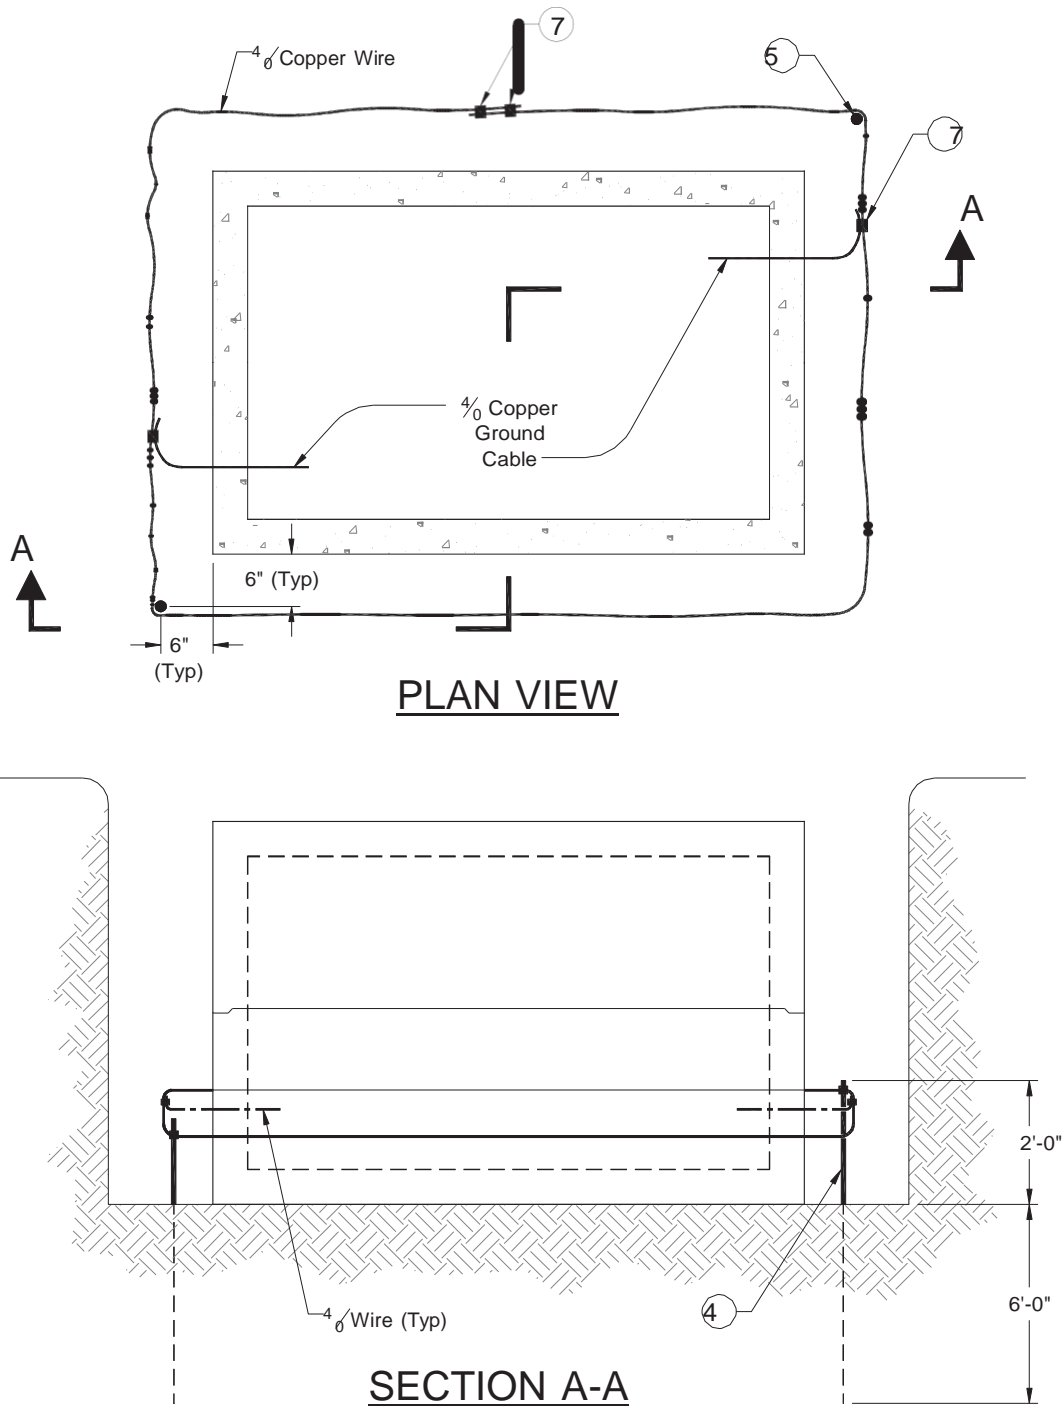 7
5
4/0 Copper Wire
7
A
4/0 Copper
Ground
Cable
A
6" (Typ)
6"
(Typ)
PLAN VIEW
2'-0"
6'-0"
4
4/0 Wire (Typ)
SECTION A-A